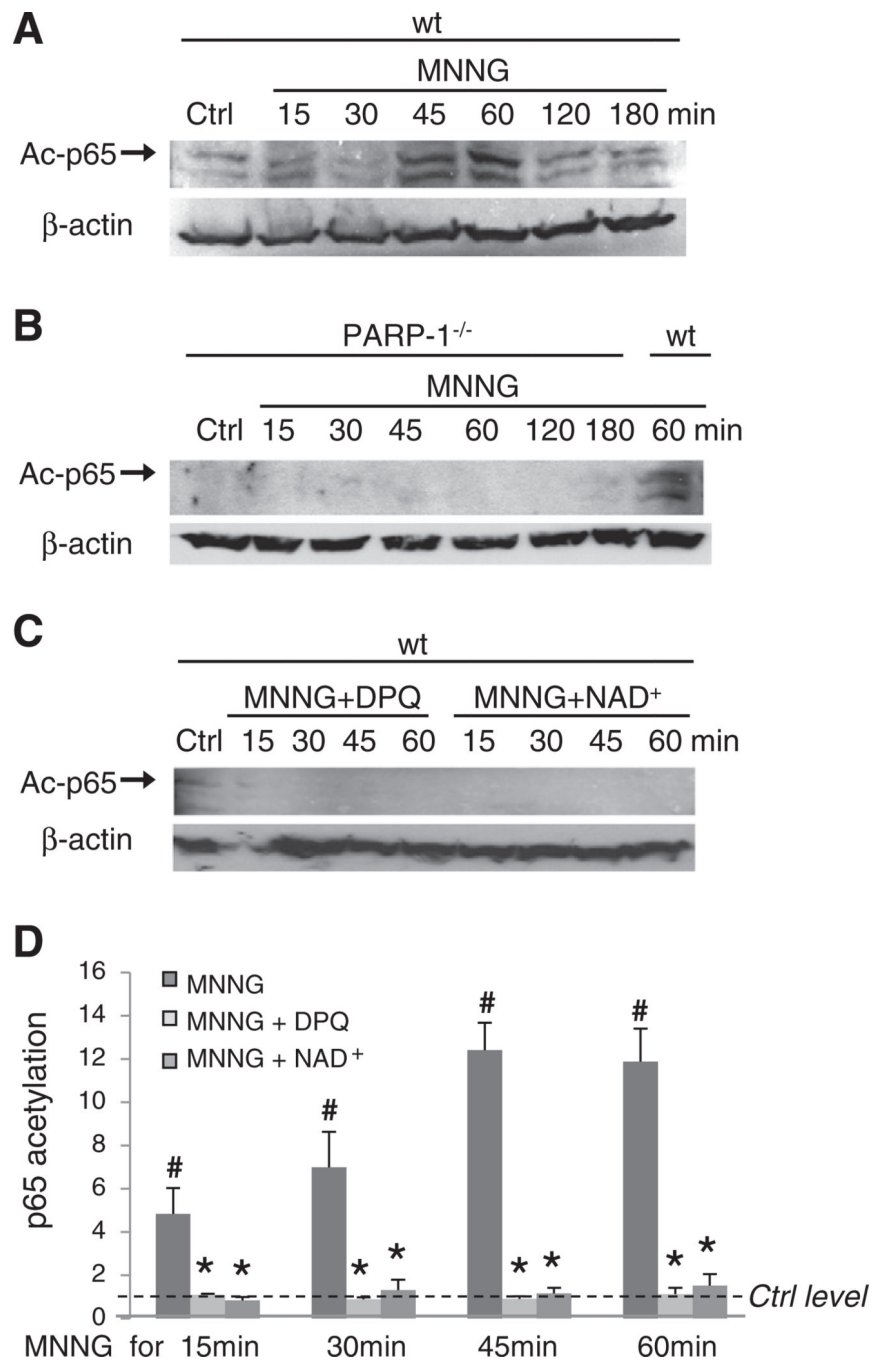 A
wt
MNNG
Ctrl 15 30 45 60 120 180 min
Ac-p65
β-actin
B
PARP-1-/- wt
MNNG
Ctrl 15 30 45 60 120 180 60 min
Ac-p65
β-actin
C
wt
MNNG+DPQ MNNG+NAD+
Ctrl 15 30 45 60 15 30 45 60 min
Ac-p65
β-actin
D
p65 acetylation
16
14
12
10
8
6
4
2
0
MNNG
MNNG + DPQ
MNNG + NAD+
# * *
# * *
# * *
# * *
Ctrl level
MNNG for 15min 30min 45min 60min